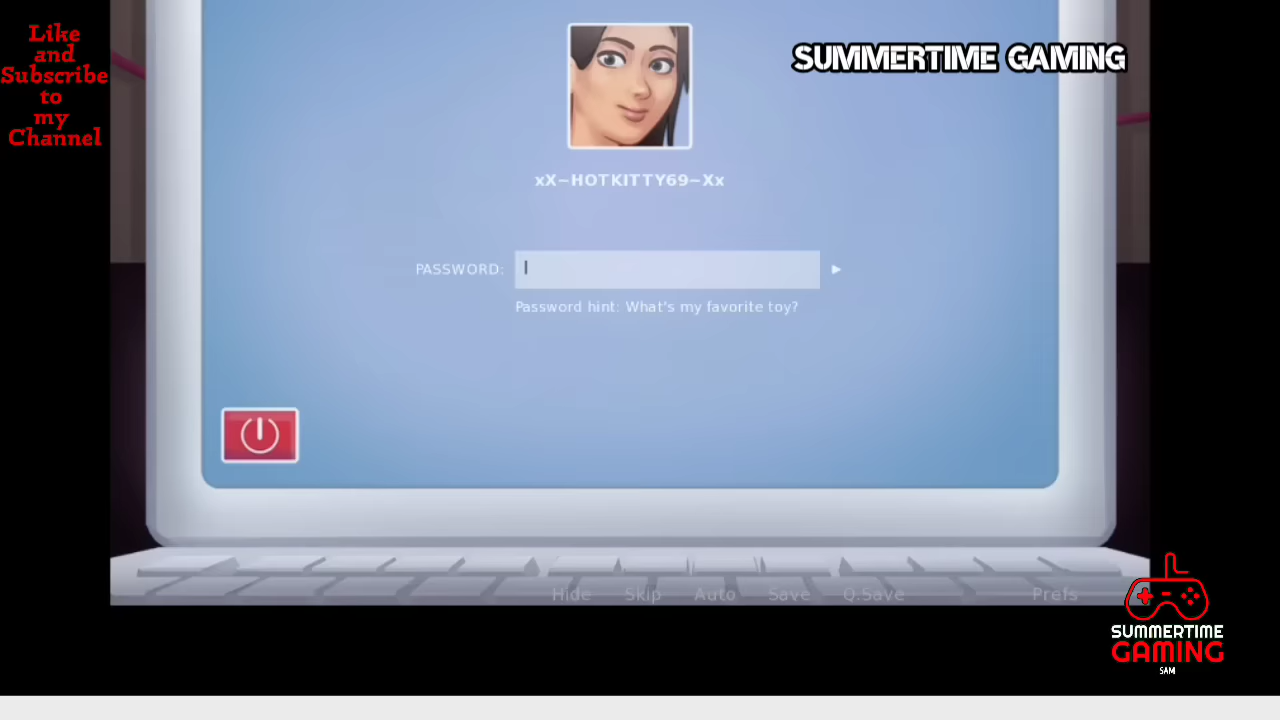 Like
and
Subscribe
to
my
Channel
SUMMERTIME GAMING
xX-HOTKITTY69-Xx
PASSWORD:
Password hint: What's my favorite toy?
Hide Skip Auto Save Q.Save Prefs
SUMMERTIME
GAMING
SAM